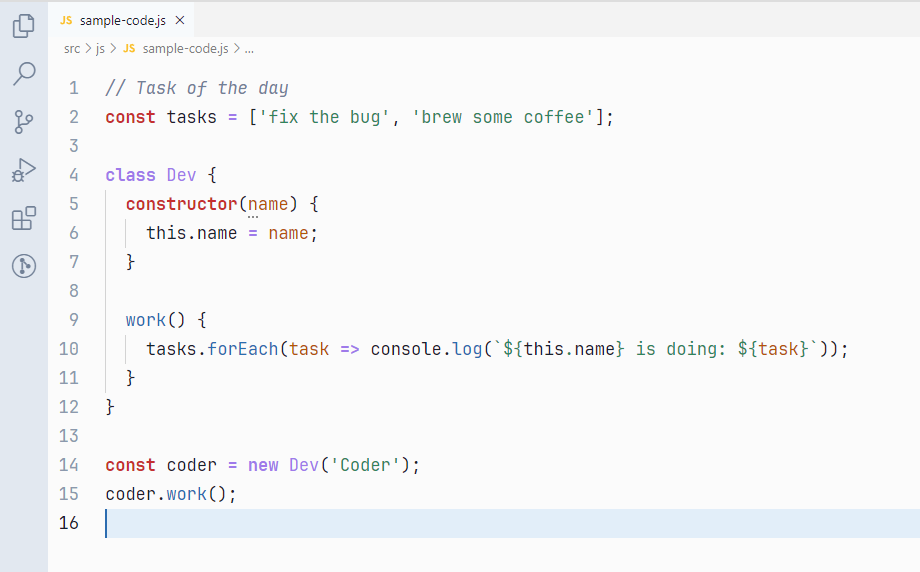 JS sample-code.js ×
src > js > JS sample-code.js > ...
1 // Task of the day
2 const tasks = ['fix the bug', 'brew some coffee'];
3
4 class Dev {
5   constructor(name) {
6     this.name = name;
7   }
8
9   work() {
10     tasks.forEach(task => console.log(`${this.name} is doing: ${task}`));
11   }
12 }
13
14 const coder = new Dev('Coder');
15 coder.work();
16